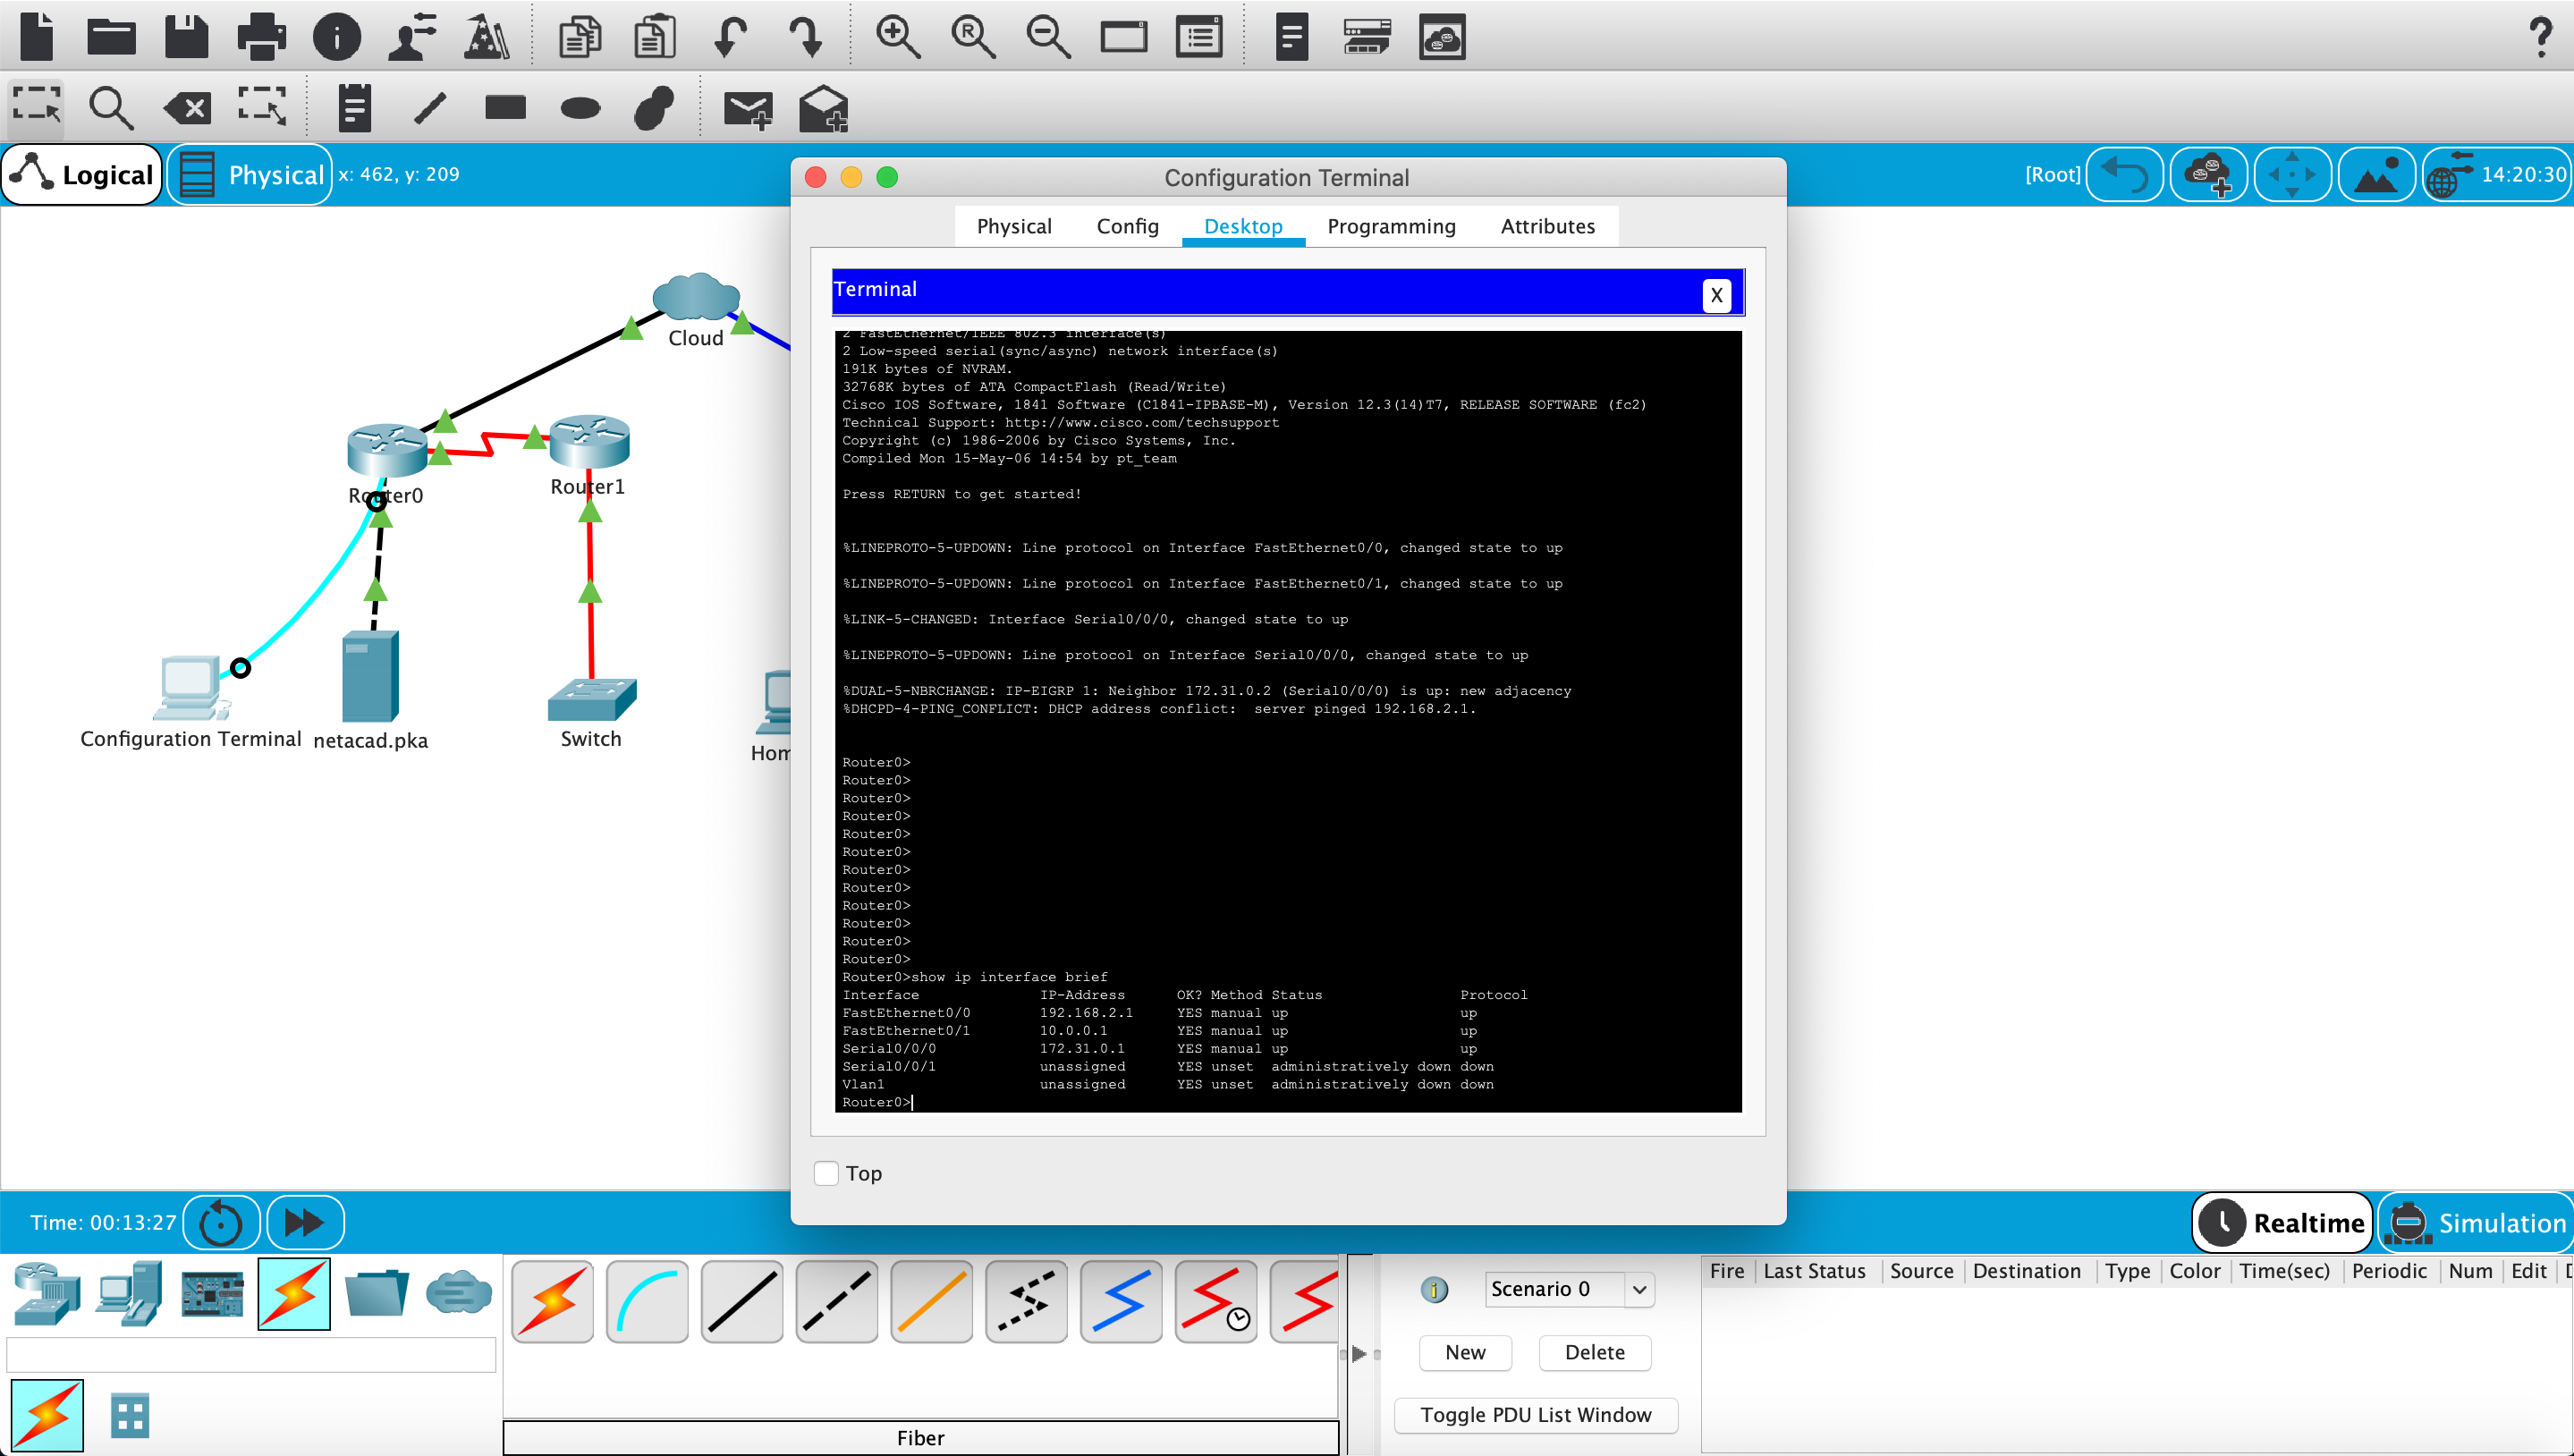 Logical
Physical
x: 462, y: 209
[Root]
14:20:30
Configuration Terminal
Physical
Config
Desktop
Programming
Attributes
Terminal
X
2 FastEthernet/IEEE 802.3 interface(s)
2 Low-speed serial(sync/async) network interface(s)
191K bytes of NVRAM.
32768K bytes of ATA CompactFlash (Read/Write)
Cisco IOS Software, 1841 Software (C1841-IPBASE-M), Version 12.3(14)T7, RELEASE SOFTWARE (fc2)
Technical Support: http://www.cisco.com/techsupport
Copyright (c) 1986-2006 by Cisco Systems, Inc.
Compiled Mon 15-May-06 14:54 by pt_team
Press RETURN to get started!
%LINEPROTO-5-UPDOWN: Line protocol on Interface FastEthernet0/0, changed state to up
%LINEPROTO-5-UPDOWN: Line protocol on Interface FastEthernet0/1, changed state to up
%LINK-5-CHANGED: Interface Serial0/0/0, changed state to up
%LINEPROTO-5-UPDOWN: Line protocol on Interface Serial0/0/0, changed state to up
%DUAL-5-NBRCHANGE: IP-EIGRP 1: Neighbor 172.31.0.2 (Serial0/0/0) is up: new adjacency
%DHCPD-4-PING_CONFLICT: DHCP address conflict:  server pinged 192.168.2.1.
Router0>
Router0>
Router0>
Router0>
Router0>
Router0>
Router0>
Router0>
Router0>
Router0>
Router0>
Router0>
Router0>show ip interface brief
Interface              IP-Address      OK? Method Status                Protocol
FastEthernet0/0        192.168.2.1     YES manual up                    up
FastEthernet0/1        10.0.0.1        YES manual up                    up
Serial0/0/0            172.31.0.1      YES manual up                    up
Serial0/0/1            unassigned      YES unset  administratively down down
Vlan1                  unassigned      YES unset  administratively down down
Router0>
Top
Cloud
Router0
Router1
Configuration Terminal
netacad.pka
Switch
Hom
Time: 00:13:27
Realtime
Simulation
Fiber
Scenario 0
New
Delete
Toggle PDU List Window
Fire Last Status Source Destination Type Color Time(sec) Periodic Num Edit